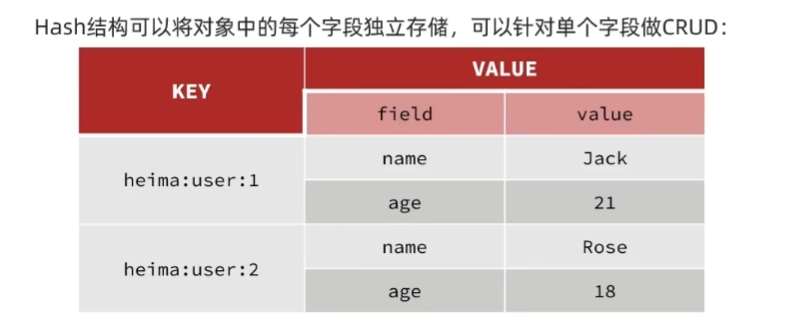 Hash结构可以将对象中的每个字段独立存储，可以针对单个字段做CRUD：
KEY VALUE
field value
heima:user:1 name Jack
age 21
heima:user:2 name Rose
age 18